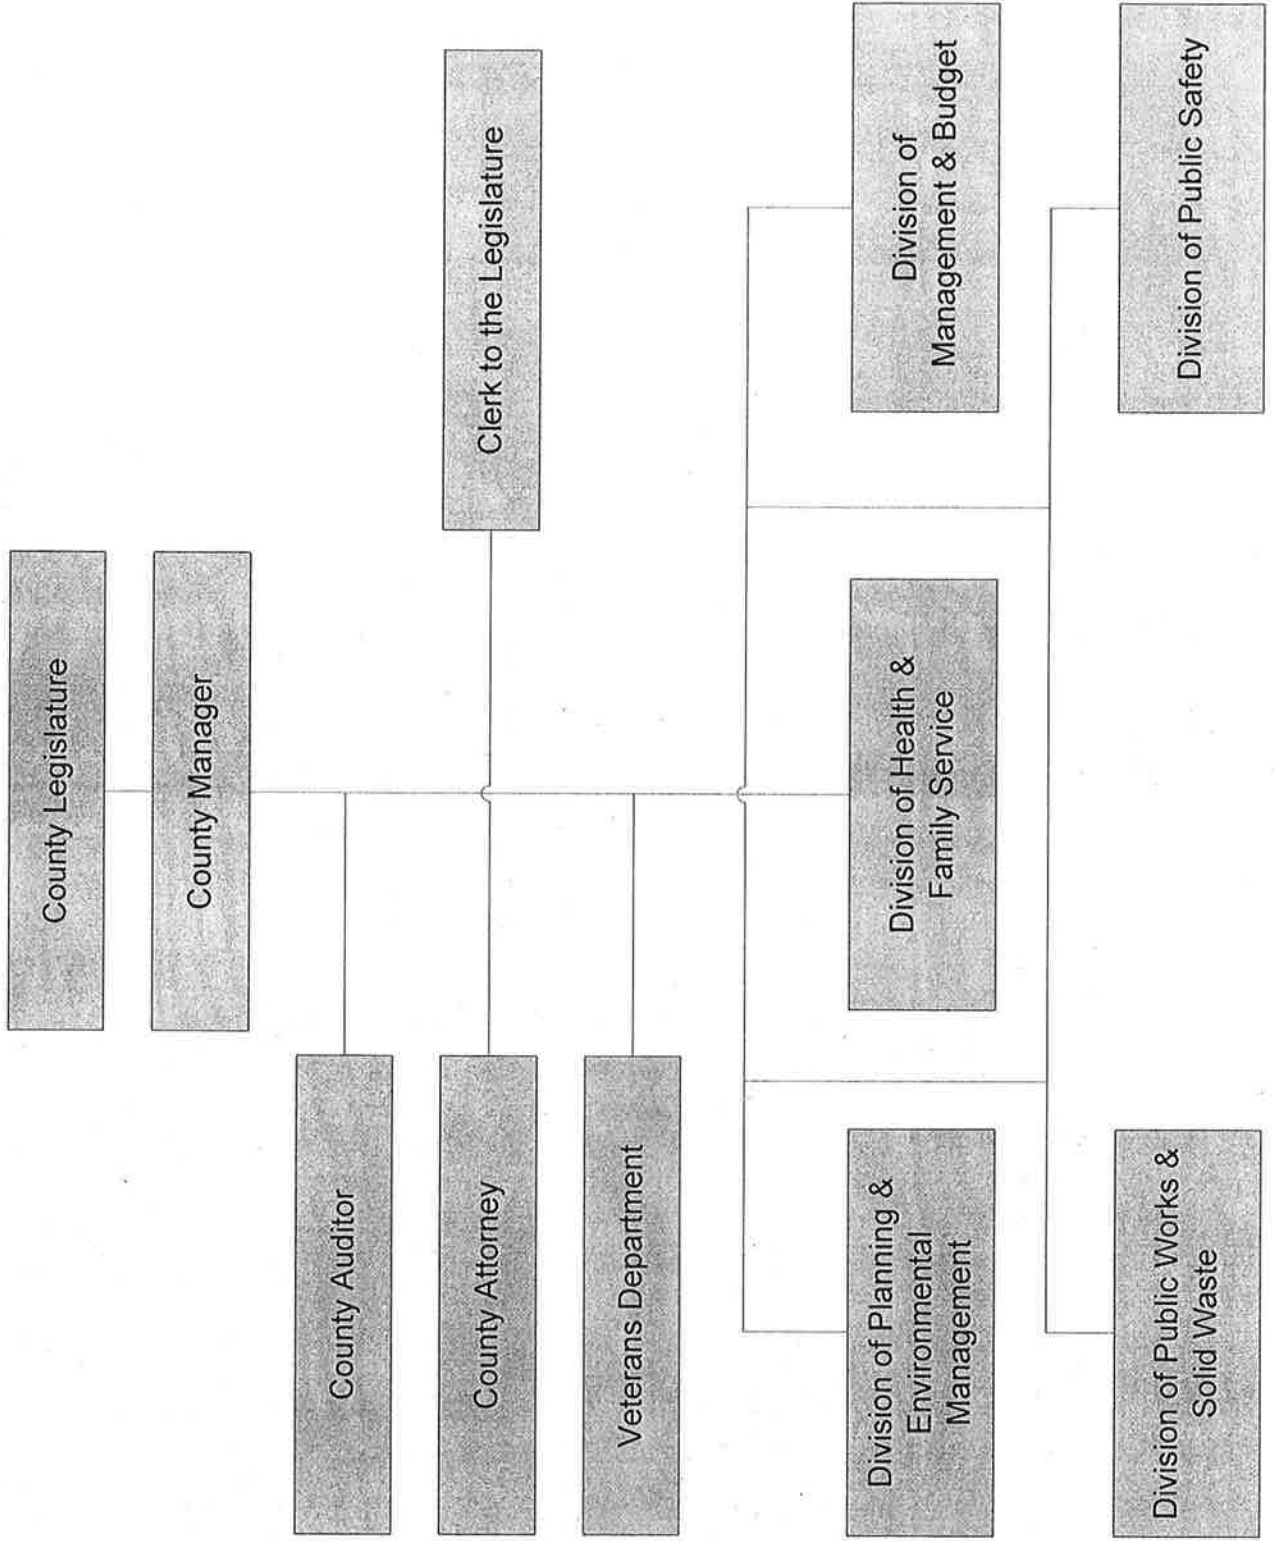 County Legislature
County Manager
County Auditor
County Attorney
Clerk to the Legislature
Veterans Department
Division of Planning &
Environmental
Management
Division of Health &
Family Service
Division of
Management & Budget
Division of Public Works &
Solid Waste
Division of Public Safety